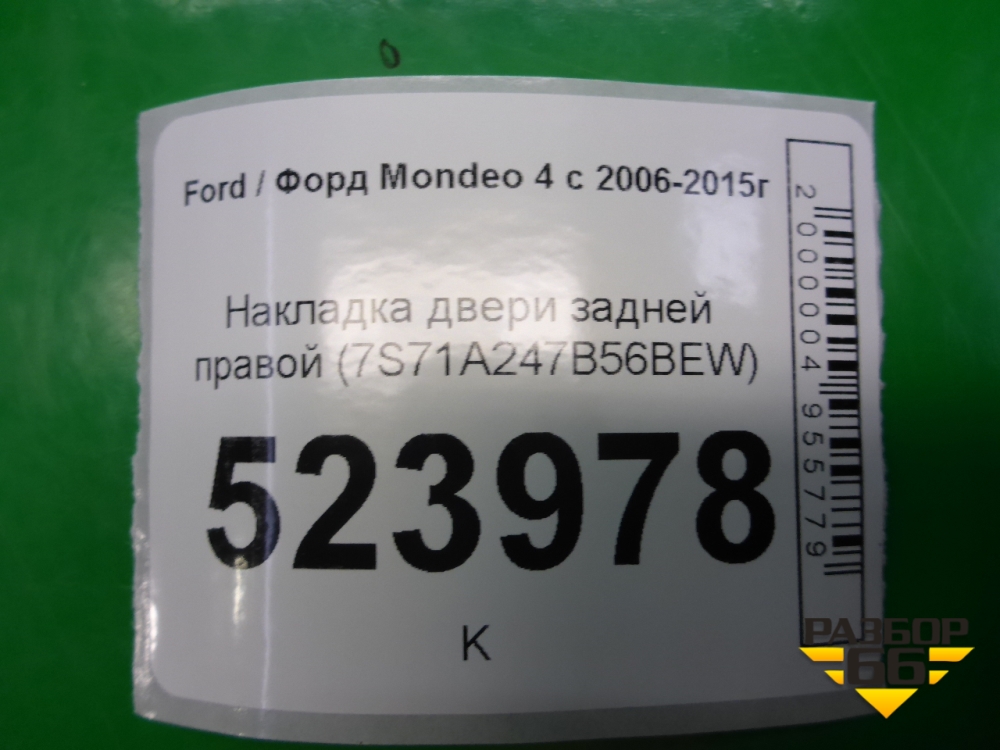 Ford / Форд Mondeo 4 с 2006-2015г
Накладка двери задней
правой (7S71A247B56BEW)
523978
К
2000004955779
РАЗБОР
66